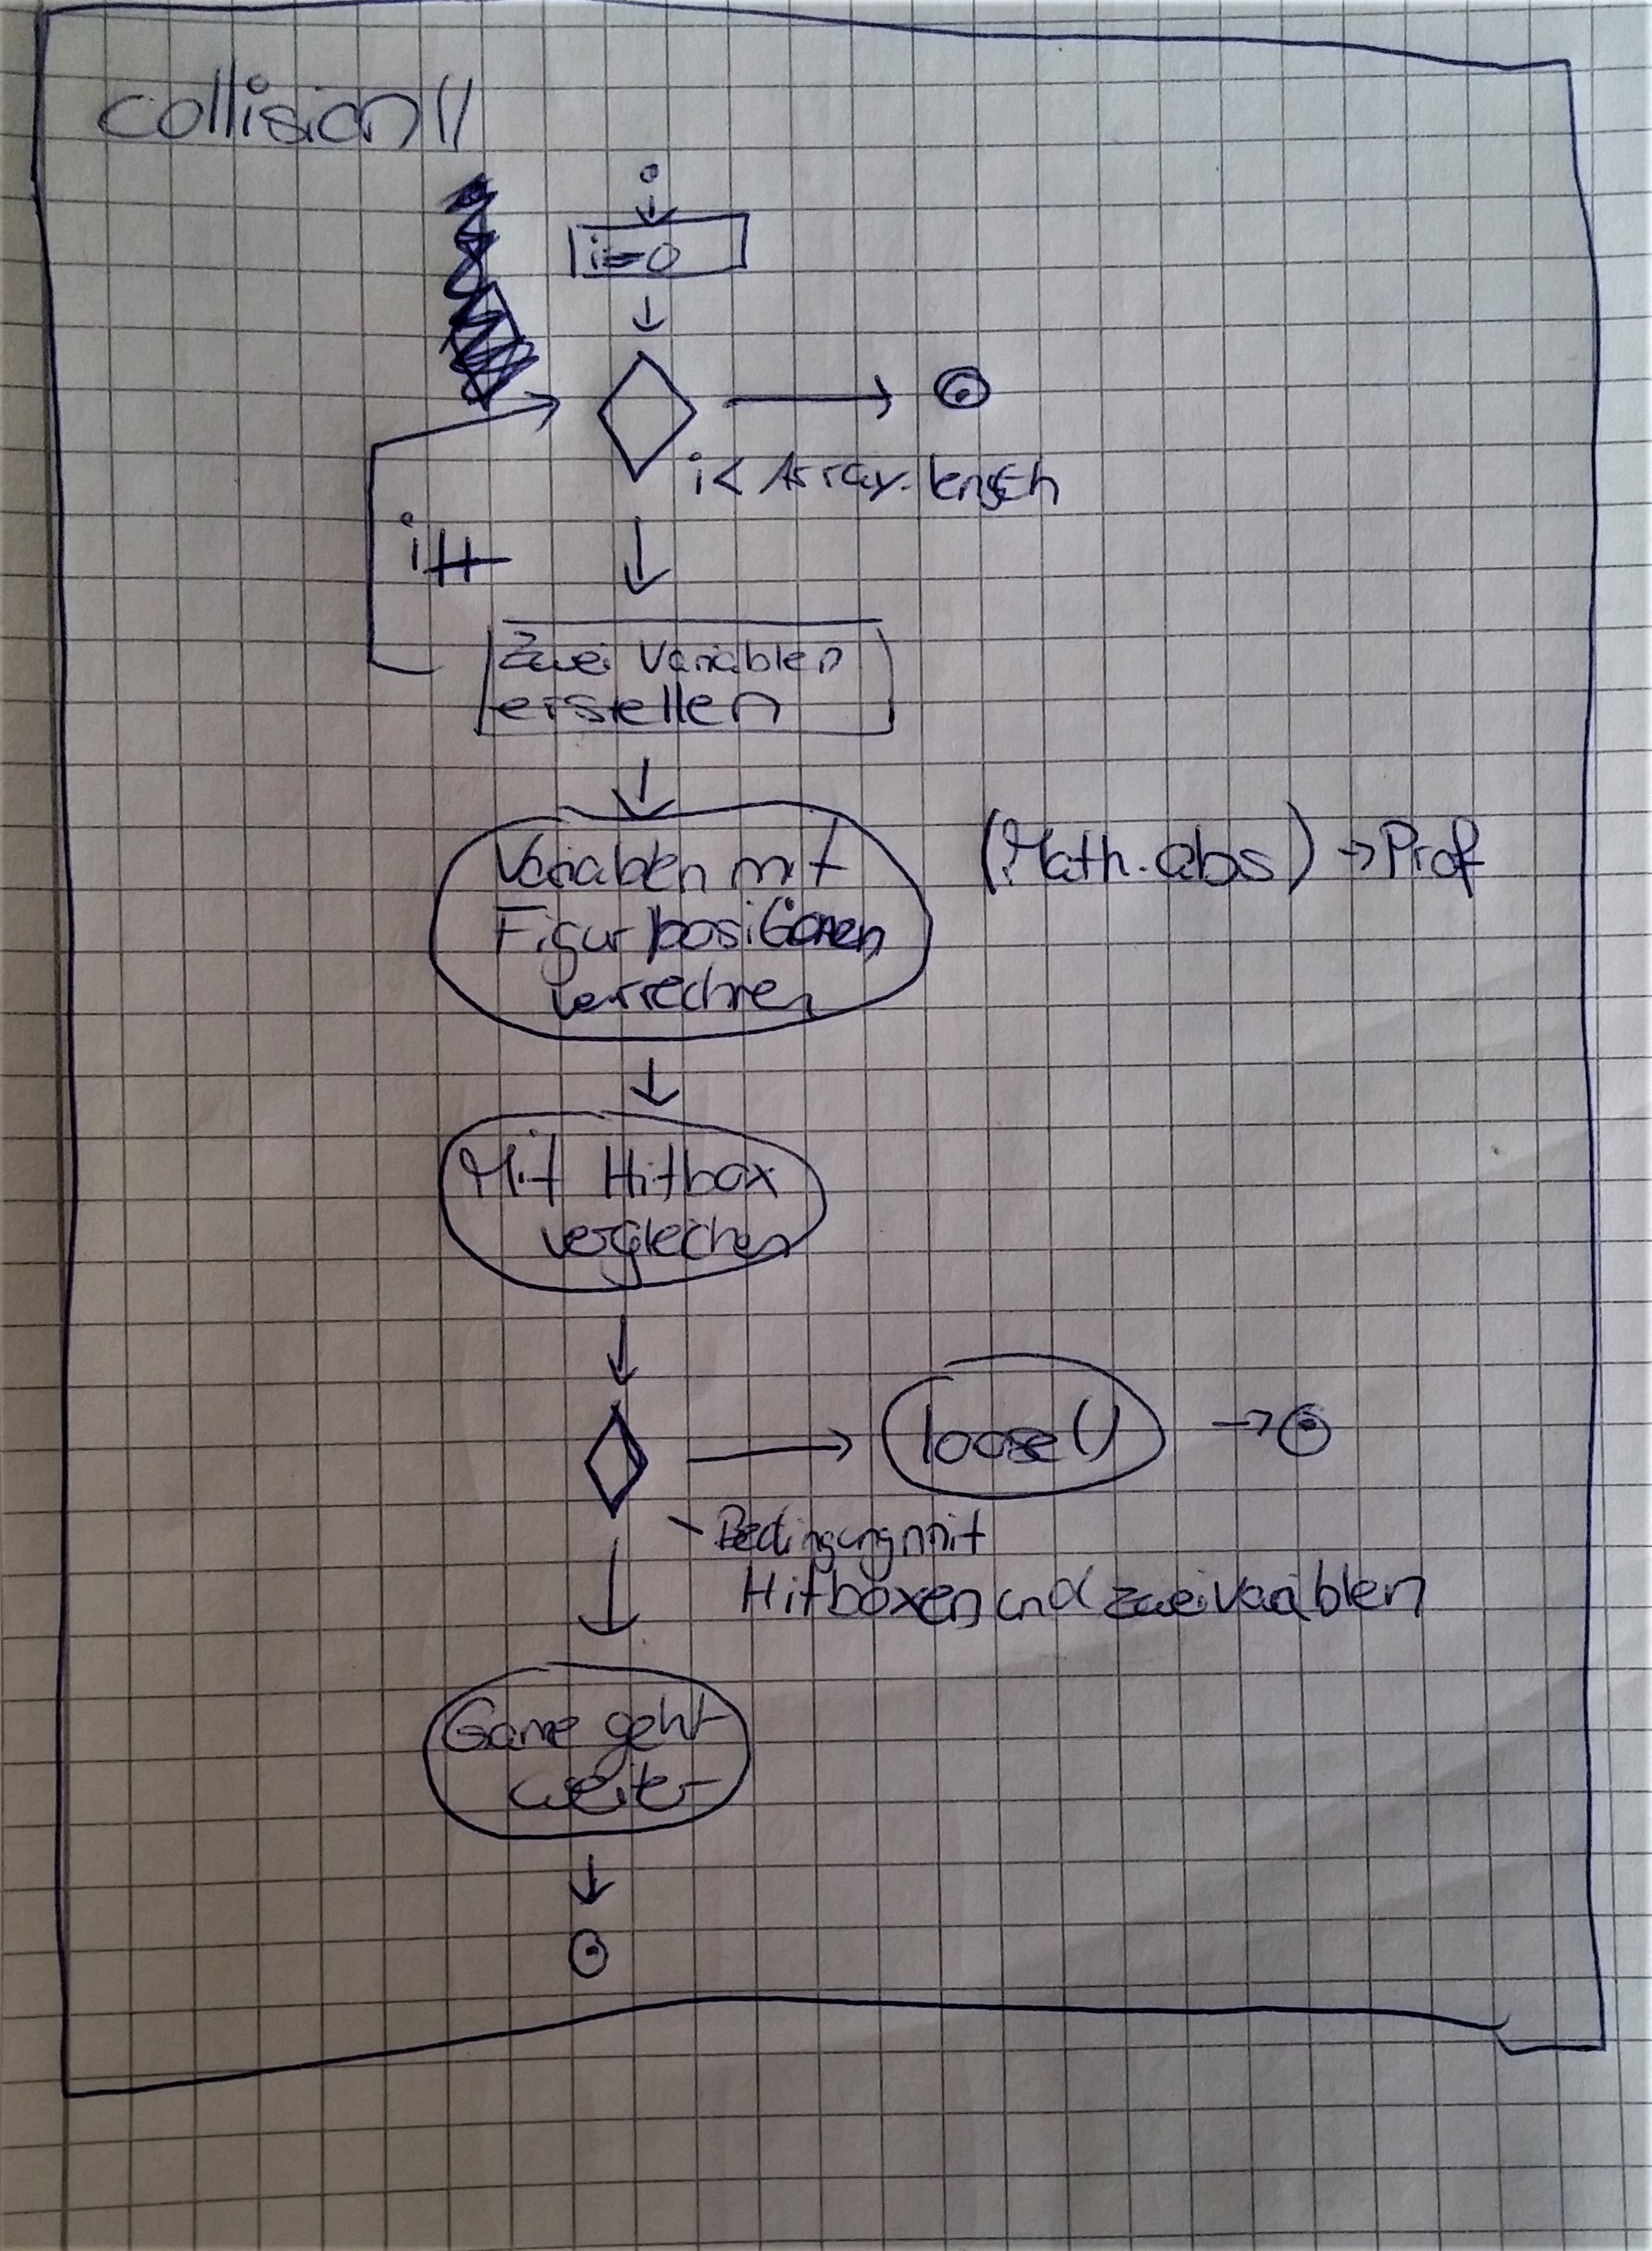 collision()
i=0
i < Array.length
i++
Zwei Variablen
erstellen
Variablen mit
Figurpositionen
verrechnen
(Math.abs) → Prof
Mit Hitbox
vergleichen
loose()
Bedingung mit
Hitboxen und zwei Variablen
Game geht
weiter